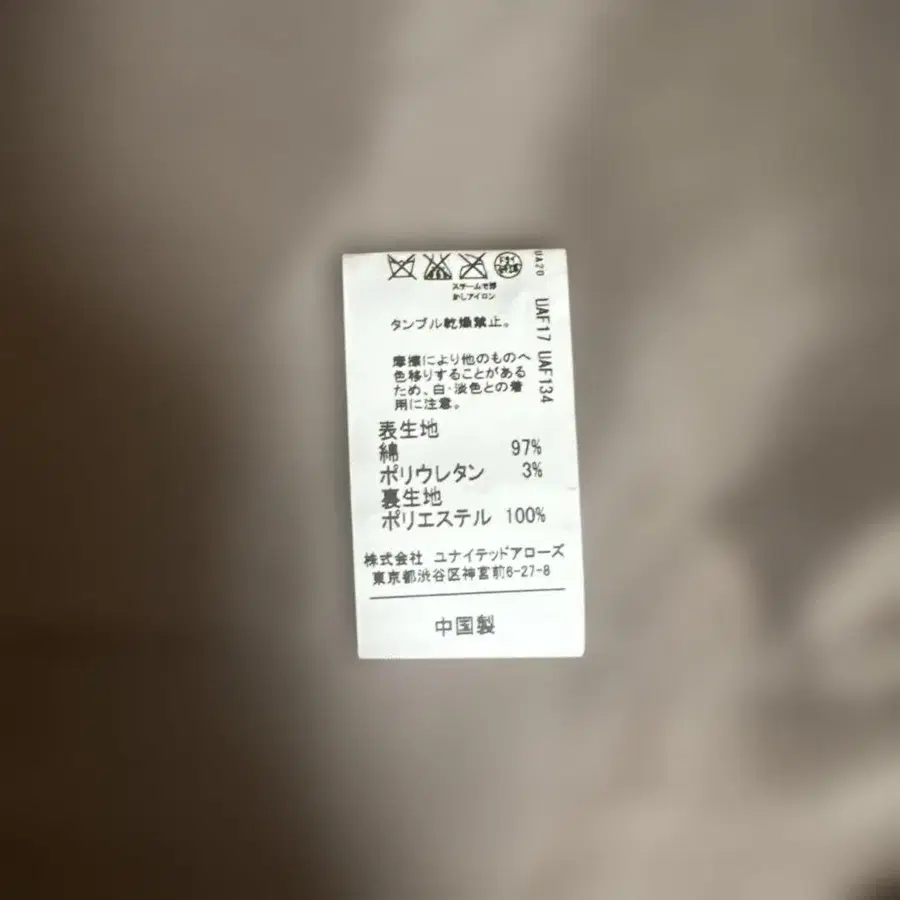 ドライ
スチームで浮
かしアイロン
タンブル乾燥禁止。
摩擦により他のものへ
色移りすることがある
ため、白・淡色との着
用に注意。
表生地
綿 97%
ポリウレタン 3%
裏生地
ポリエステル 100%
株式会社 ユナイテッドアローズ
東京都渋谷区神宮前6-27-8
中国製
UA20 UAF17 UAF134